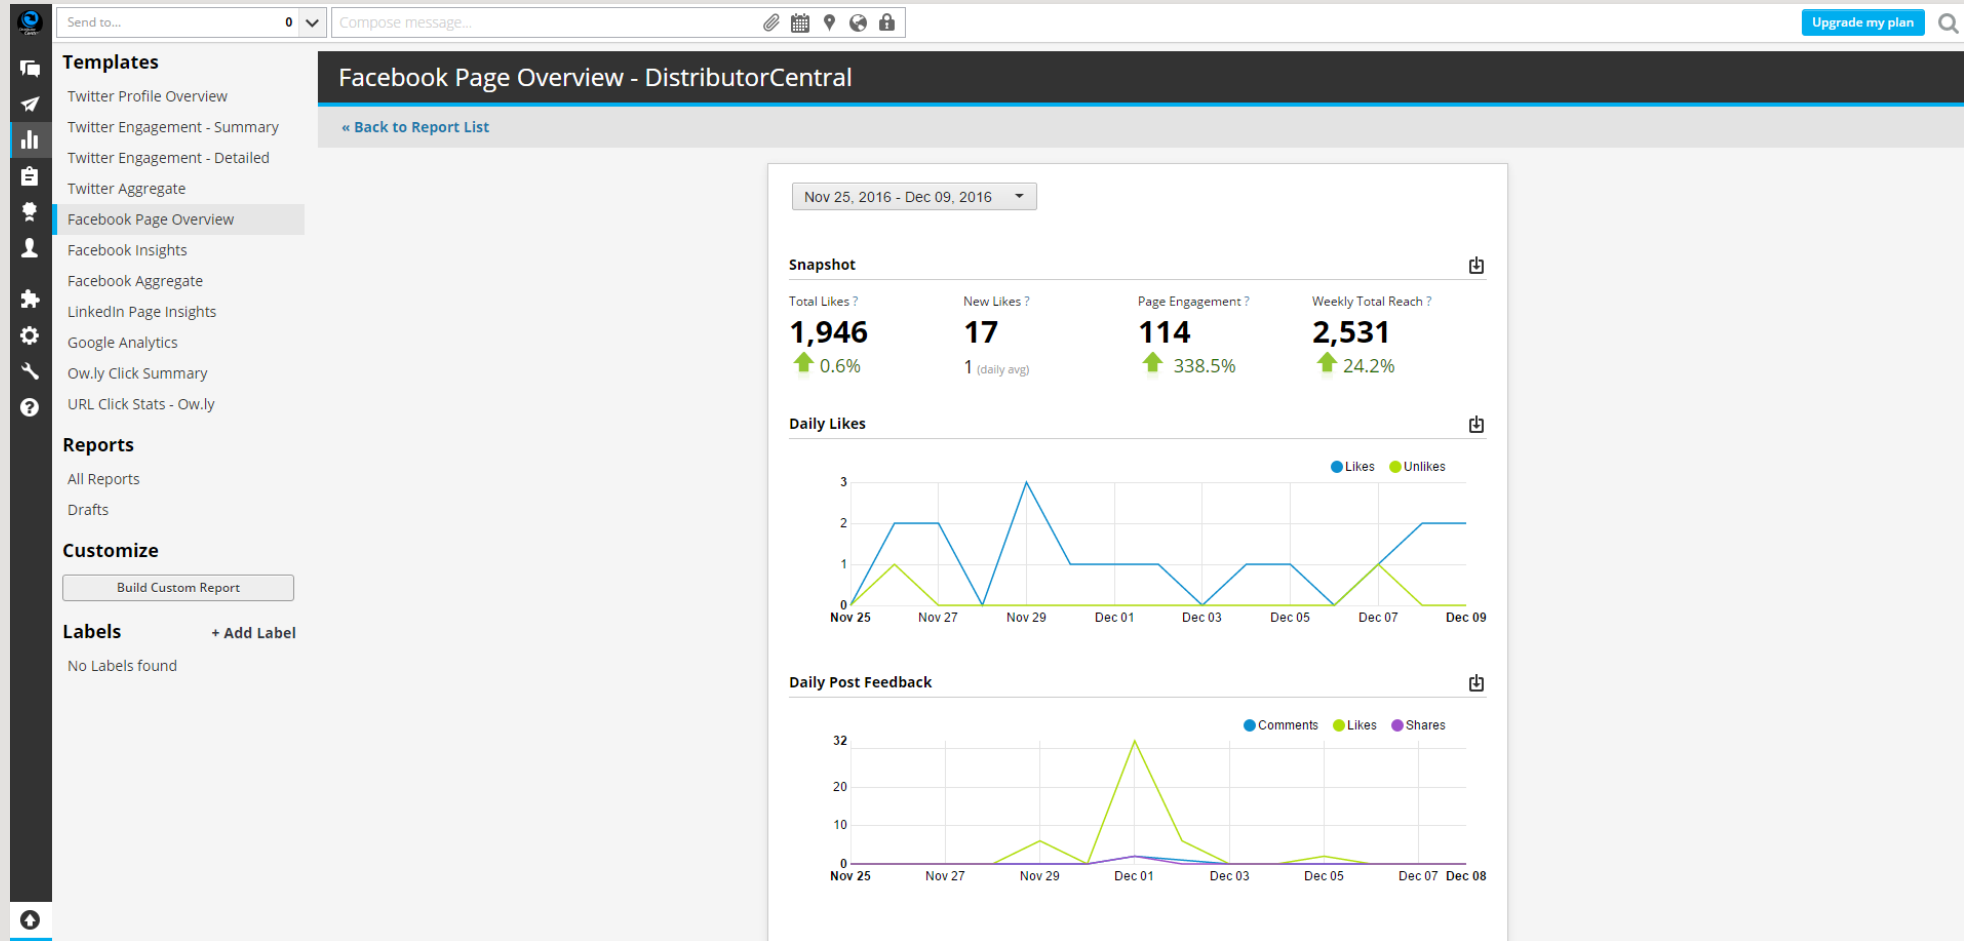 Send to... 0
Compose message...
Upgrade my plan
Templates
Twitter Profile Overview
Twitter Engagement - Summary
Twitter Engagement - Detailed
Twitter Aggregate
Facebook Page Overview
Facebook Insights
Facebook Aggregate
LinkedIn Page Insights
Google Analytics
Ow.ly Click Summary
URL Click Stats - Ow.ly
Reports
All Reports
Drafts
Customize
Build Custom Report
Labels + Add Label
No Labels found
Facebook Page Overview - DistributorCentral
« Back to Report List
Nov 25, 2016 - Dec 09, 2016
Snapshot
Total Likes ? New Likes ? Page Engagement ? Weekly Total Reach ?
1,946 17 114 2,531
0.6% 1 (daily avg) 338.5% 24.2%
Daily Likes
Likes Unlikes
3
2
1
0
Nov 25 Nov 27 Nov 29 Dec 01 Dec 03 Dec 05 Dec 07 Dec 09
Daily Post Feedback
Comments Likes Shares
32
20
10
0
Nov 25 Nov 27 Nov 29 Dec 01 Dec 03 Dec 05 Dec 07 Dec 08